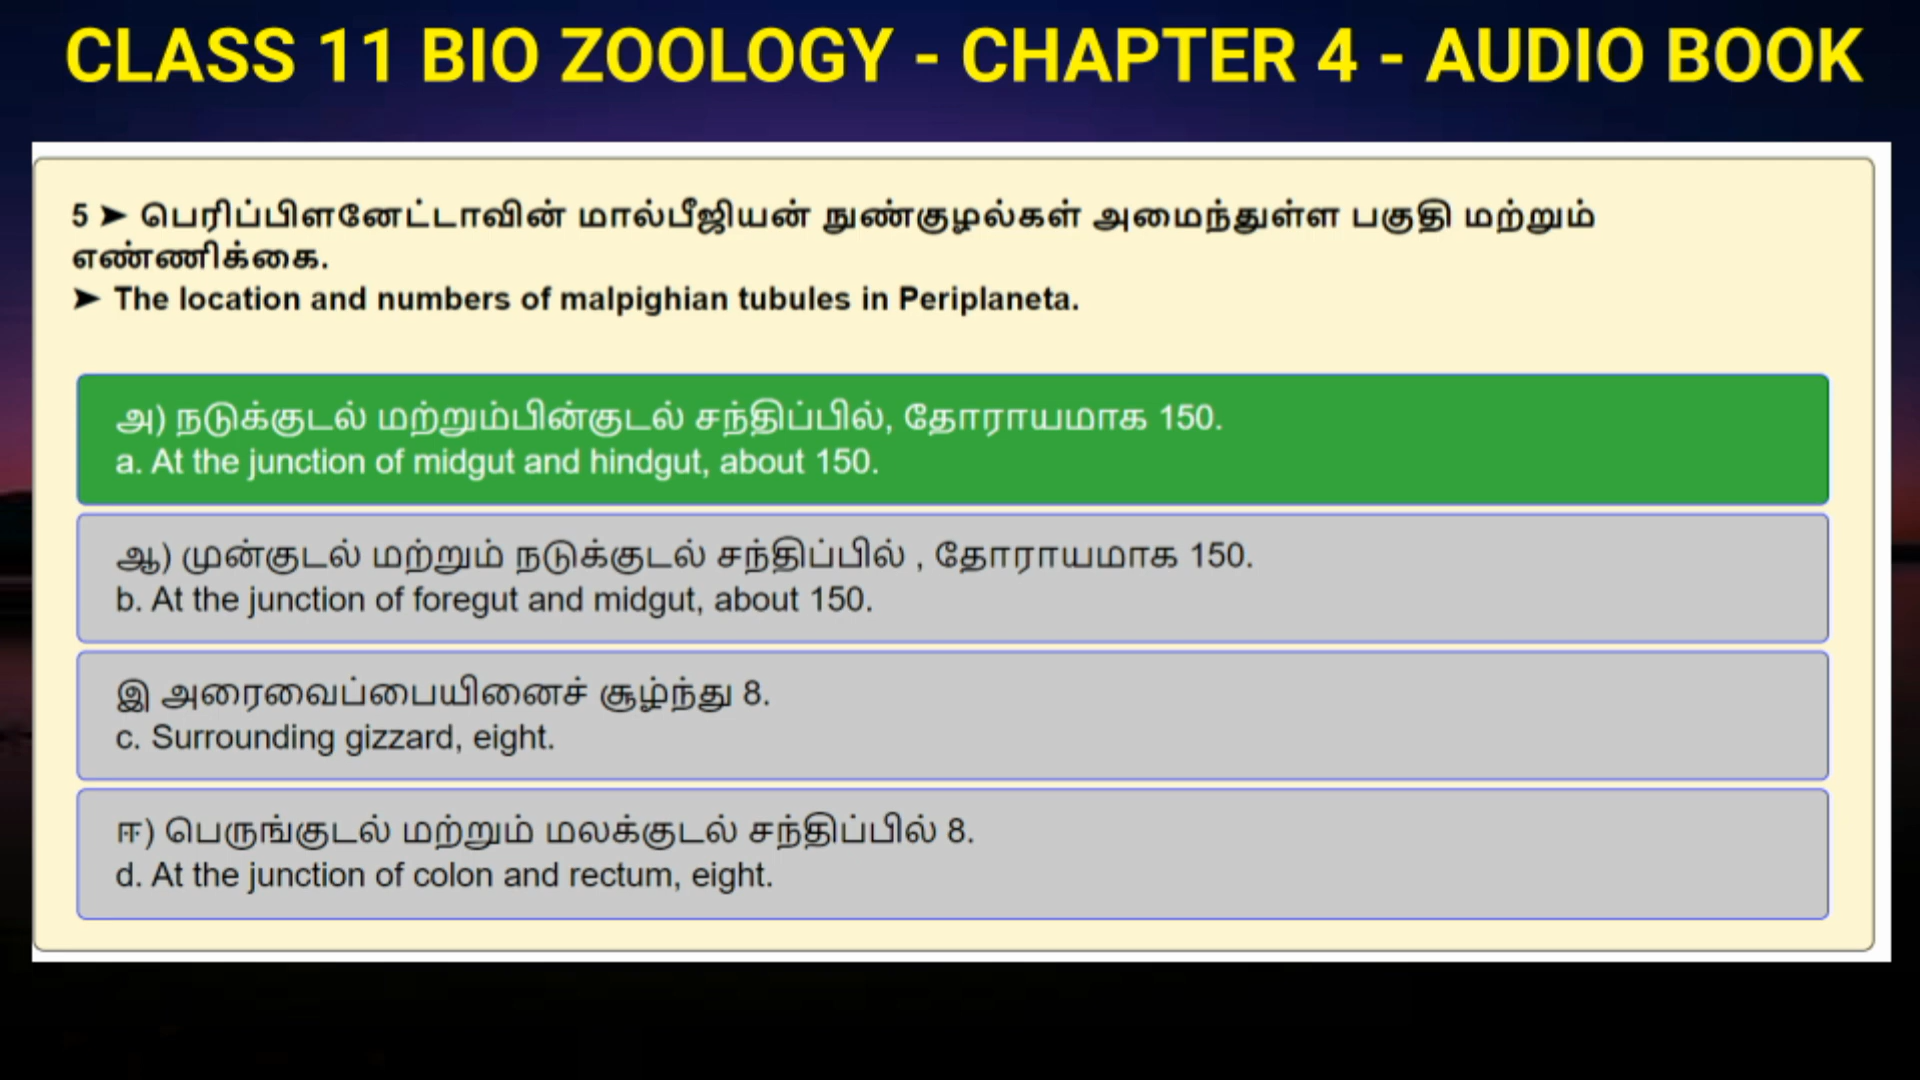 CLASS 11 BIO ZOOLOGY - CHAPTER 4 - AUDIO BOOK
5 ➤ பெரிப்பிளனேட்டாவின் மால்பீஜியன் நுண்குழல்கள் அமைந்துள்ள பகுதி மற்றும்
எண்ணிக்கை.
➤ The location and numbers of malpighian tubules in Periplaneta.
அ) நடுக்குடல் மற்றும்பின்குடல் சந்திப்பில், தோராயமாக 150.
a. At the junction of midgut and hindgut, about 150.
ஆ) முன்குடல் மற்றும் நடுக்குடல் சந்திப்பில் , தோராயமாக 150.
b. At the junction of foregut and midgut, about 150.
இ அரைவைப்பையினைச் சூழ்ந்து 8.
c. Surrounding gizzard, eight.
ஈ) பெருங்குடல் மற்றும் மலக்குடல் சந்திப்பில் 8.
d. At the junction of colon and rectum, eight.